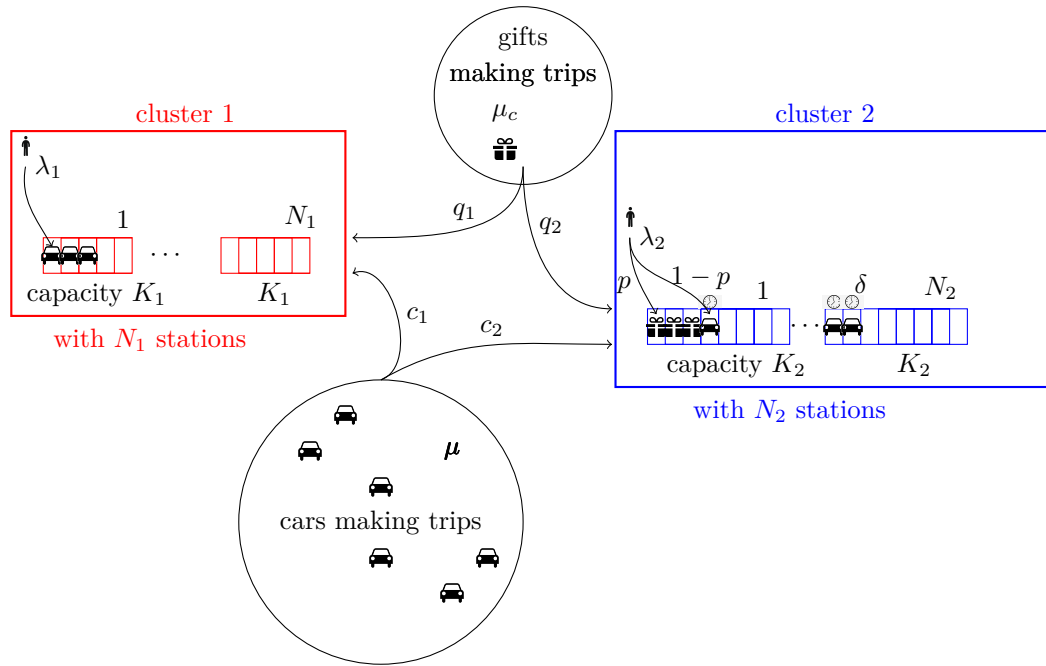 gifts
making trips
μ_c
cluster 1
cluster 2
λ_1
q_1
q_2
1
N_1
⋯
capacity K_1
K_1
with N_1 stations
λ_2
p
1 − p
1
δ
N_2
⋯
capacity K_2
K_2
with N_2 stations
c_1
c_2
μ
cars making trips